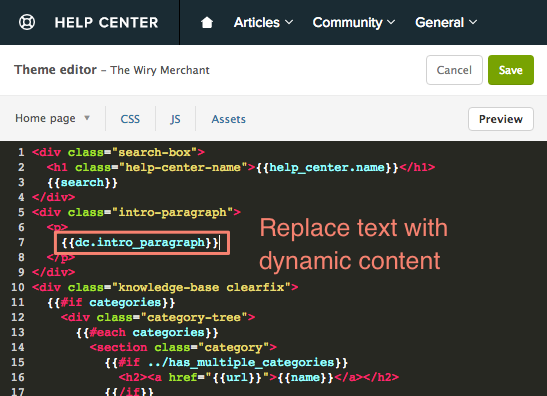 HELP CENTER Articles Community General
Theme editor – The Wiry Merchant Cancel Save
Home page CSS JS Assets Preview
1 <div class="search-box">
2 <h1 class="help-center-name">{{help_center.name}}</h1>
3 {{search}}
4 </div>
5 <div class="intro-paragraph">
6 <p>
7 {{dc.intro_paragraph}}
8 </p>
9 </div>
Replace text with
dynamic content
10 <div class="knowledge-base clearfix">
11 {{#if categories}}
12 <div class="category-tree">
13 {{#each categories}}
14 <section class="category">
15 {{#if ../has_multiple_categories}}
16 <h2><a href="{{url}}">{{name}}</a></h2>
17 {{/if}}